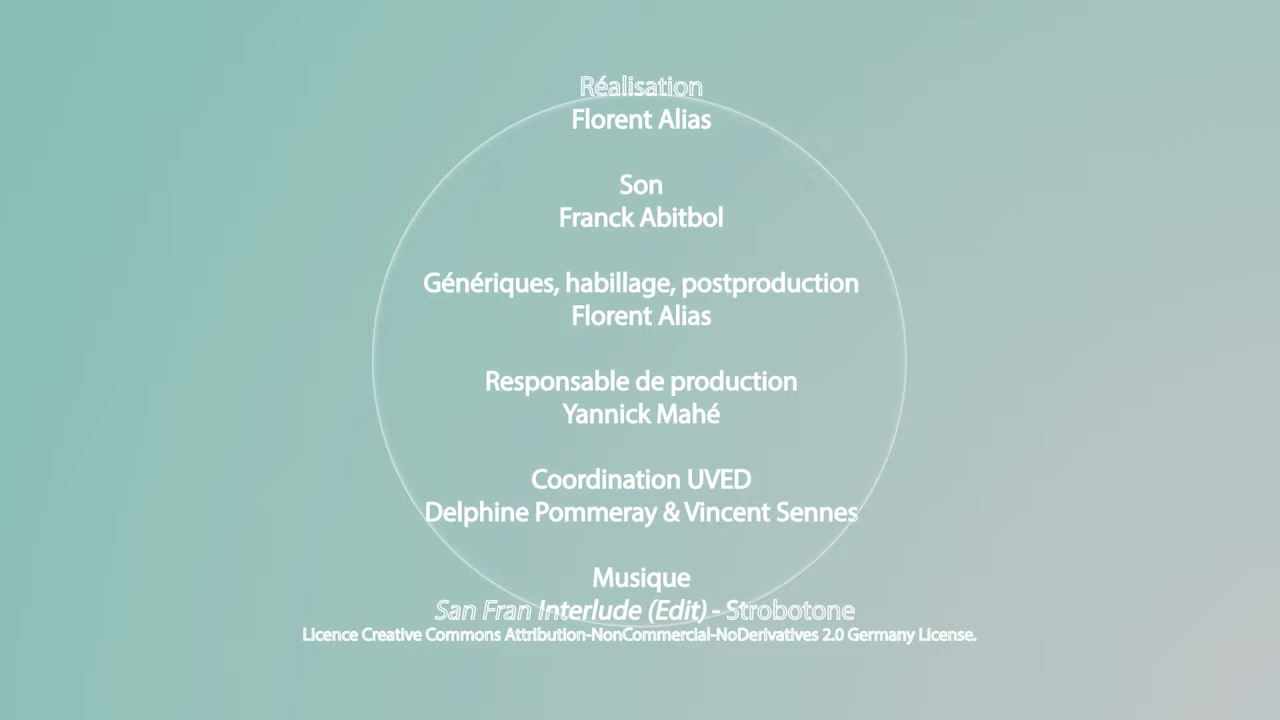 Réalisation
Florent Alias
Son
Franck Abitbol
Génériques, habillage, postproduction
Florent Alias
Responsable de production
Yannick Mahé
Coordination UVED
Delphine Pommeray & Vincent Sennes
Musique
San Fran Interlude (Edit) - Strobotone
Licence Creative Commons Attribution-NonCommercial-NoDerivatives 2.0 Germany License.